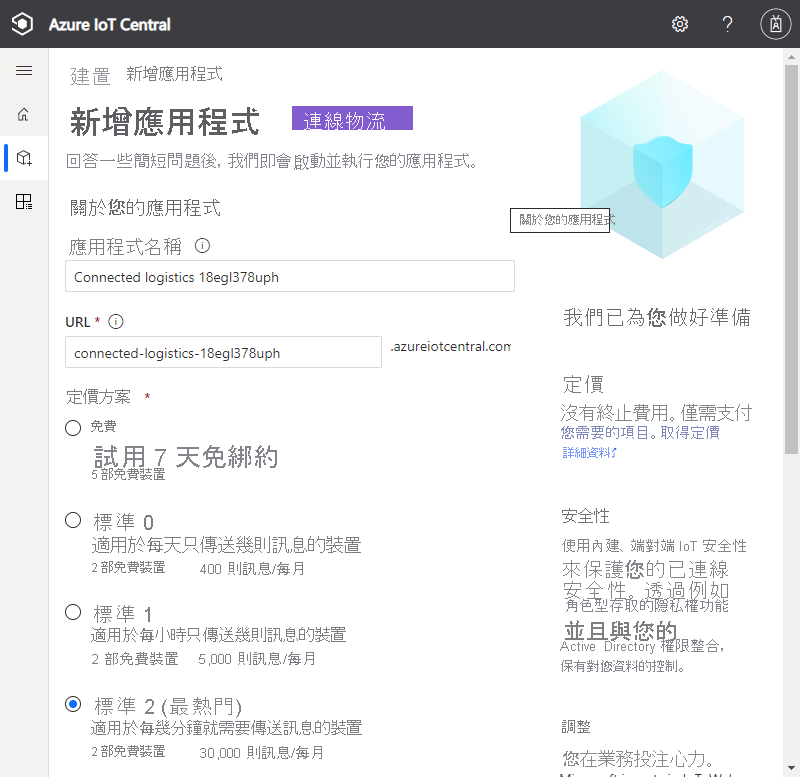 Azure IoT Central
建置 新增應用程式
新增應用程式 連線物流
回答一些簡短問題後, 我們即會啟動並執行您的應用程式。
關於您的應用程式
關於您的應用程式
應用程式名稱
Connected logistics 18egl378uph
URL *
connected-logistics-18egl378uph .azureiotcentral.com
定價方案 *
免費
試用 7 天免綁約
5 部免費裝置
標準 0
適用於每天只傳送幾則訊息的裝置
2 部免費裝置 400 則訊息/每月
標準 1
適用於每小時只傳送幾則訊息的裝置
2 部免費裝置 5,000 則訊息/每月
標準 2 (最熱門)
適用於每幾分鐘就需要傳送訊息的裝置
2 部免費裝置 30,000 則訊息/每月
我們已為您做好準備
定價
沒有終止費用。僅需支付
您需要的項目。取得定價
詳細資料
安全性
使用內建、端對端 IoT 安全性
來保護您的已連線
安全性。透過例如
角色型存取的隱私權功能
並且與您的
Active Directory 權限整合,
保有對您資料的控制。
調整
您在業務投注心力。